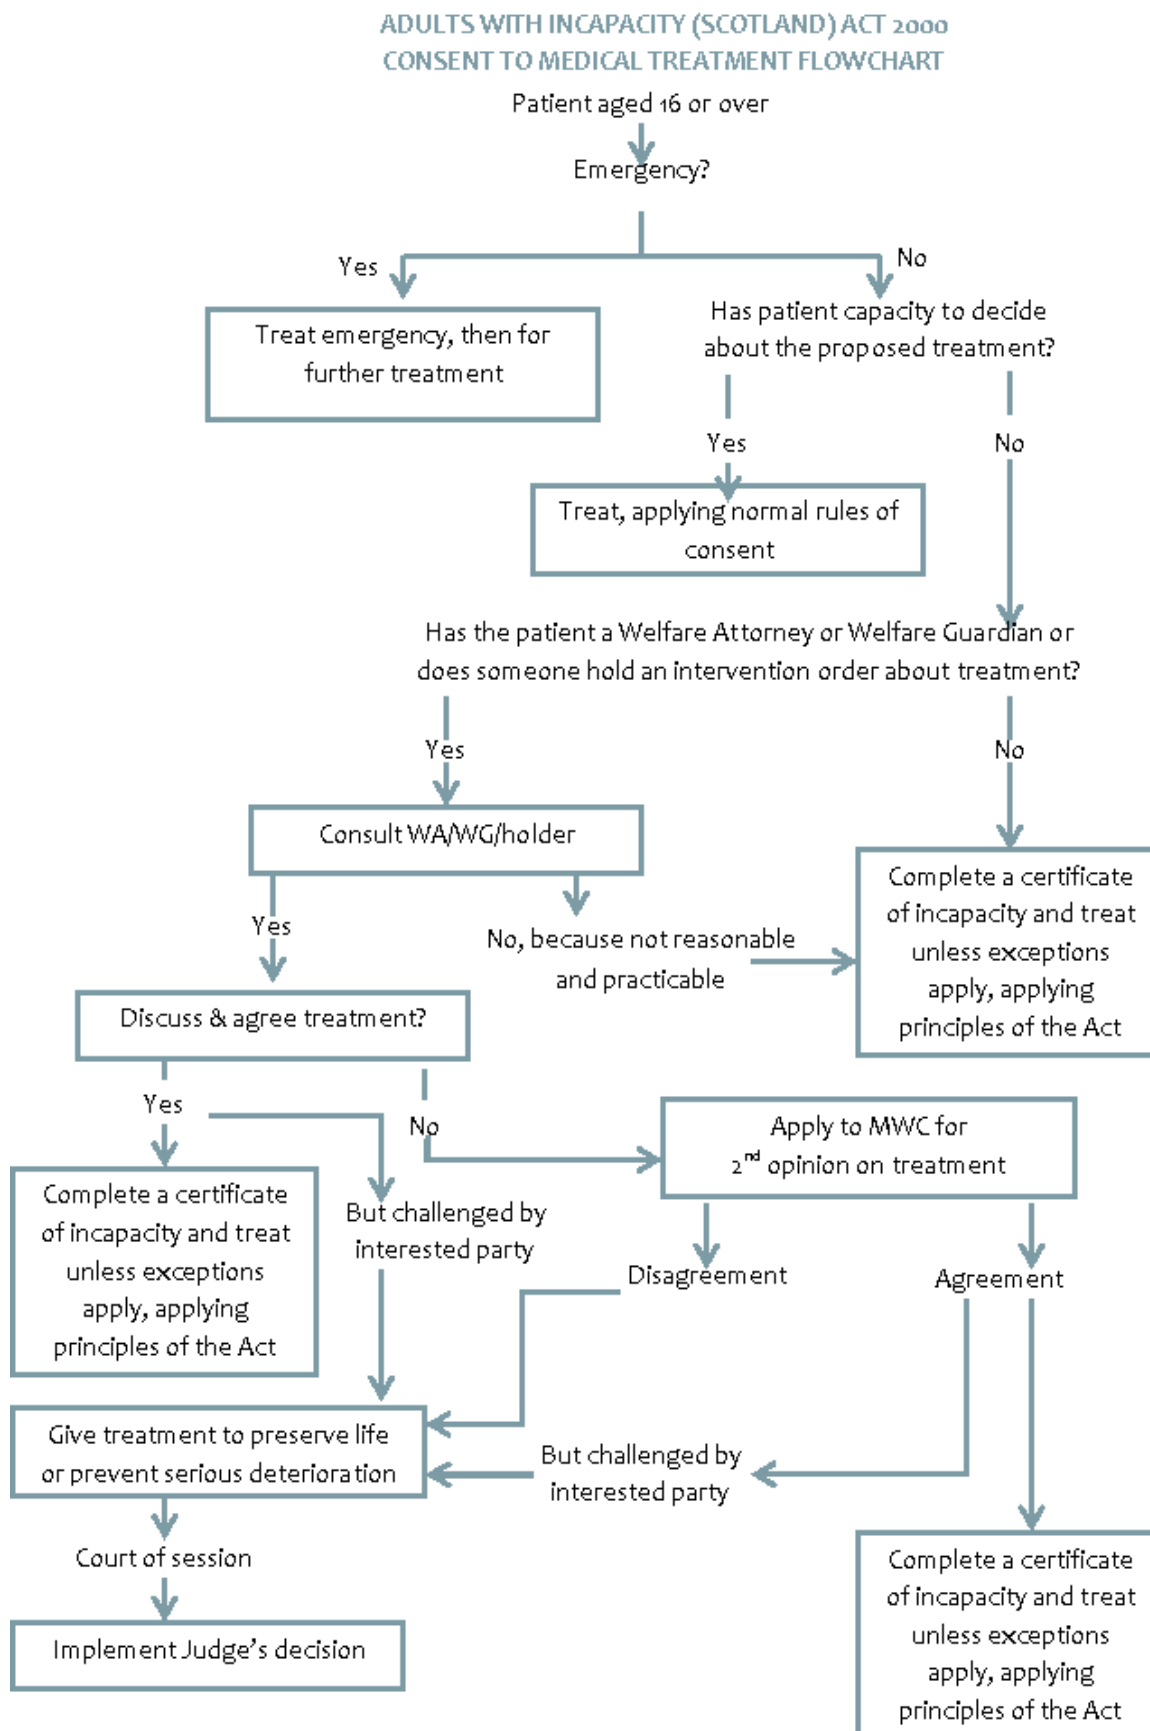 ADULTS WITH INCAPACITY (SCOTLAND) ACT 2000
CONSENT TO MEDICAL TREATMENT FLOWCHART
Patient aged 16 or over
Emergency?
Yes
No
Treat emergency, then for
further treatment
Has patient capacity to decide
about the proposed treatment?
Yes
No
Treat, applying normal rules of
consent
Has the patient a Welfare Attorney or Welfare Guardian or
does someone hold an intervention order about treatment?
Yes
No
Consult WA/WG/holder
Complete a certificate
of incapacity and treat
unless exceptions
apply, applying
principles of the Act
Yes
No, because not reasonable
and practicable
Discuss & agree treatment?
Yes
No
Apply to MWC for
2nd opinion on treatment
Complete a certificate
of incapacity and treat
unless exceptions
apply, applying
principles of the Act
But challenged by
interested party
Disagreement
Agreement
Give treatment to preserve life
or prevent serious deterioration
But challenged by
interested party
Court of session
Implement Judge's decision
Complete a certificate
of incapacity and treat
unless exceptions
apply, applying
principles of the Act